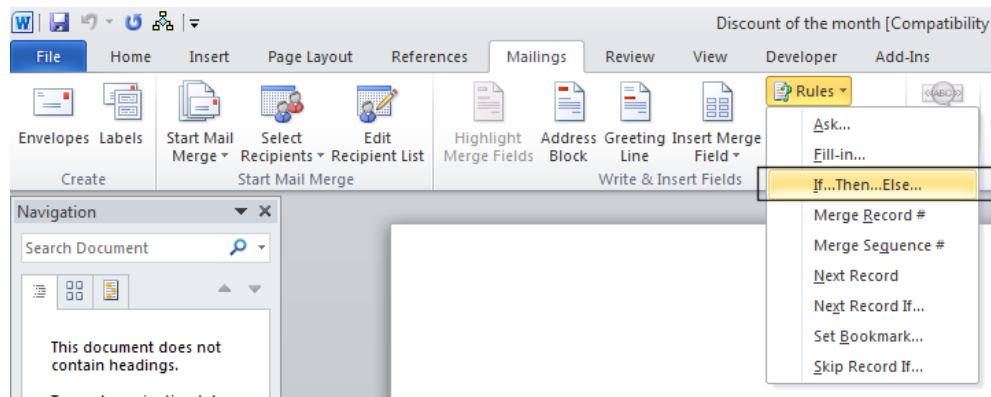 Discount of the month [Compatibility
File Home Insert Page Layout References Mailings Review View Developer Add-Ins
Rules
«ABC»
Envelopes Labels Start Mail Select Edit Highlight Address Greeting Insert Merge
Merge Recipients Recipient List Merge Fields Block Line Field
Create Start Mail Merge Write & Insert Fields
Ask...
Fill-in...
If...Then...Else...
Merge Record #
Merge Sequence #
Next Record
Next Record If...
Set Bookmark...
Skip Record If...
Navigation
Search Document
This document does not
contain headings.